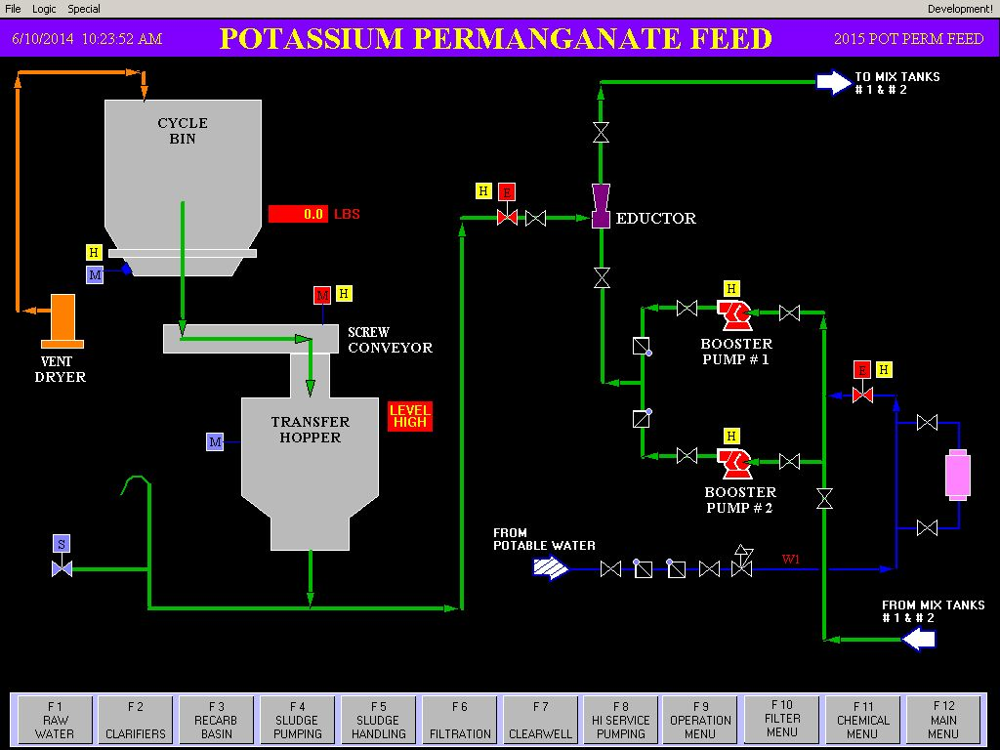 File Logic Special Development!
6/10/2014 10:23:52 AM
POTASSIUM PERMANGANATE FEED
2015 POT PERM FEED
TO MIX TANKS
# 1 & # 2
CYCLE
BIN
H
E
0.0 LBS
EDUCTOR
H
M
M
H
H
VENT
DRYER
SCREW
CONVEYOR
BOOSTER
PUMP # 1
E
H
LEVEL
HIGH
TRANSFER
HOPPER
M
H
BOOSTER
PUMP # 2
S
FROM
POTABLE WATER
W1
FROM MIX TANKS
# 1 & # 2
F 1
RAW
WATER
F 2
CLARIFIERS
F 3
RECARB
BASIN
F 4
SLUDGE
PUMPING
F 5
SLUDGE
HANDLING
F 6
FILTRATION
F 7
CLEARWELL
F 8
HI SERVICE
PUMPING
F 9
OPERATION
MENU
F 10
FILTER
MENU
F 11
CHEMICAL
MENU
F 12
MAIN
MENU